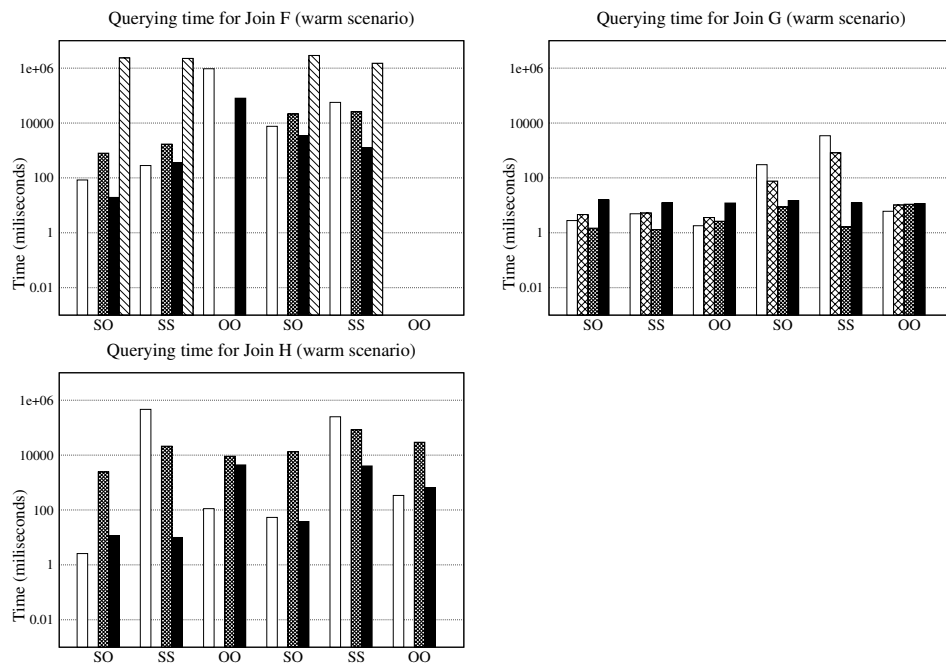 Querying time for Join F (warm scenario)
Time (miliseconds)
1e+06
10000
100
1
0.01
SO SS OO SO SS OO
Querying time for Join G (warm scenario)
Time (miliseconds)
1e+06
10000
100
1
0.01
SO SS OO SO SS OO
Querying time for Join H (warm scenario)
Time (miliseconds)
1e+06
10000
100
1
0.01
SO SS OO SO SS OO